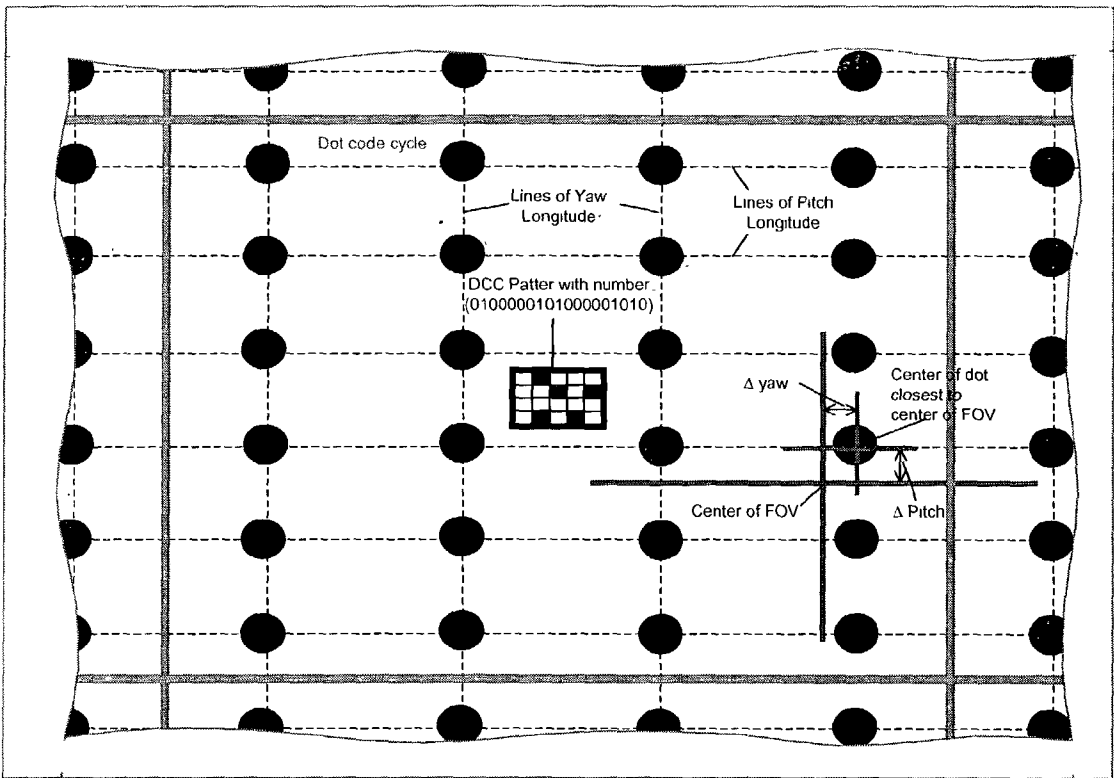 Dot code cycle
Lines of Yaw
Longitude
Lines of Pitch
Longitude
DCC Patter with number
(0100000101000001010)
Δ yaw
Center of dot
closest to
center of FOV
Center of FOV
Δ Pitch